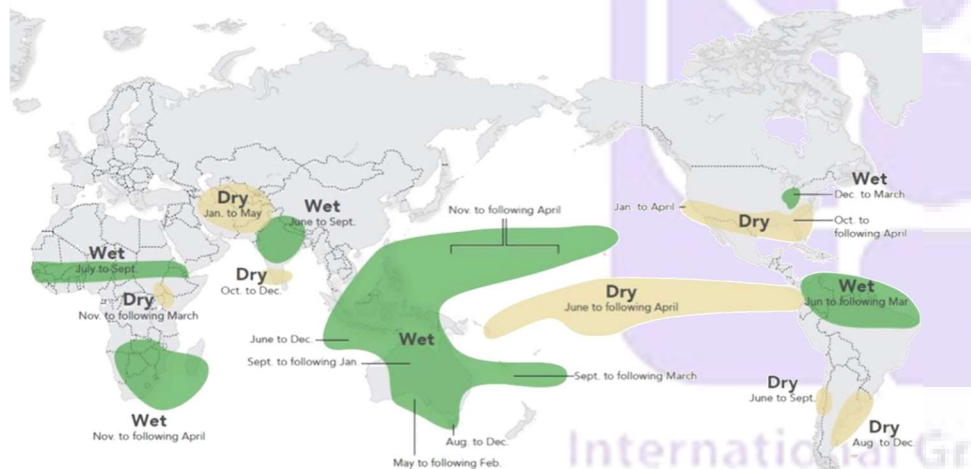 Dry
Jan. to May
Wet
June to Sept.
Nov. to following April
Jan. to April
Wet
Dec. to March
Dry
Oct. to
following April
Wet
July to Sept.
Dry
Oct. to Dec.
Dry
Nov. to following March
Dry
June to following April
Wet
Jun to following Mar
June to Dec.
Wet
Sept. to following Jan.
Sept. to following March
Dry
June to Sept.
Wet
Nov. to following April
Dry
Aug. to Dec.
Aug. to Dec.
May to following Feb.
International Gr